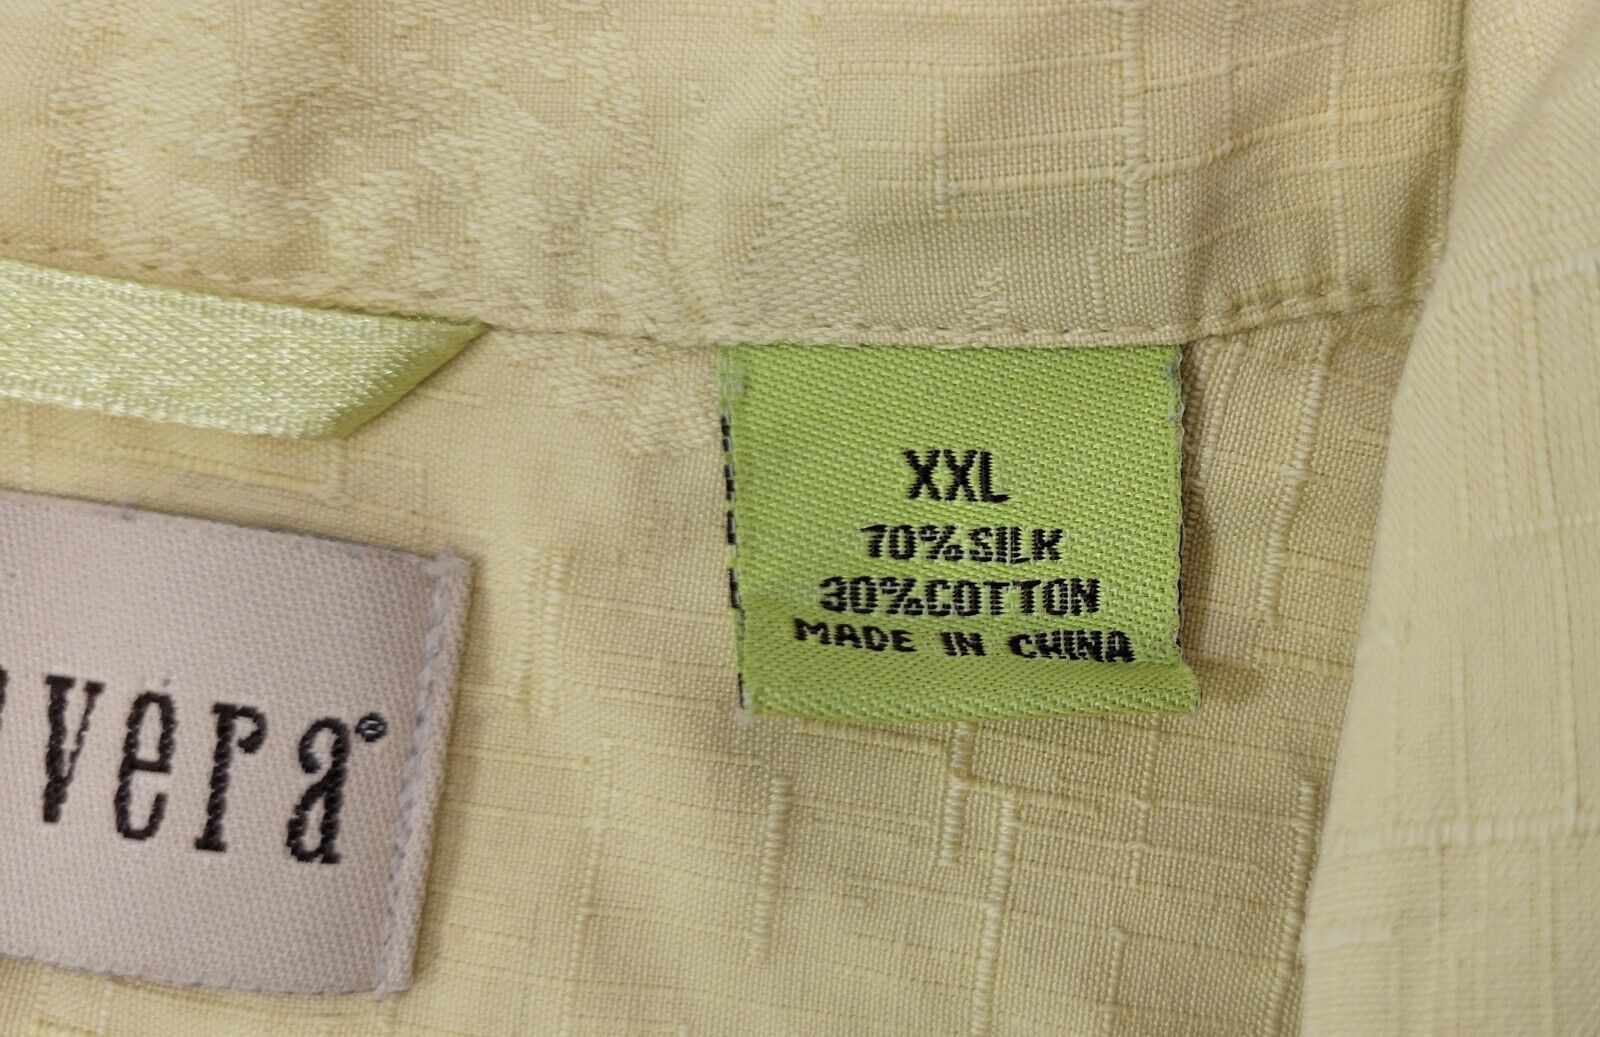 XXL
70% SILK
30% COTTON
MADE IN CHINA
vera®